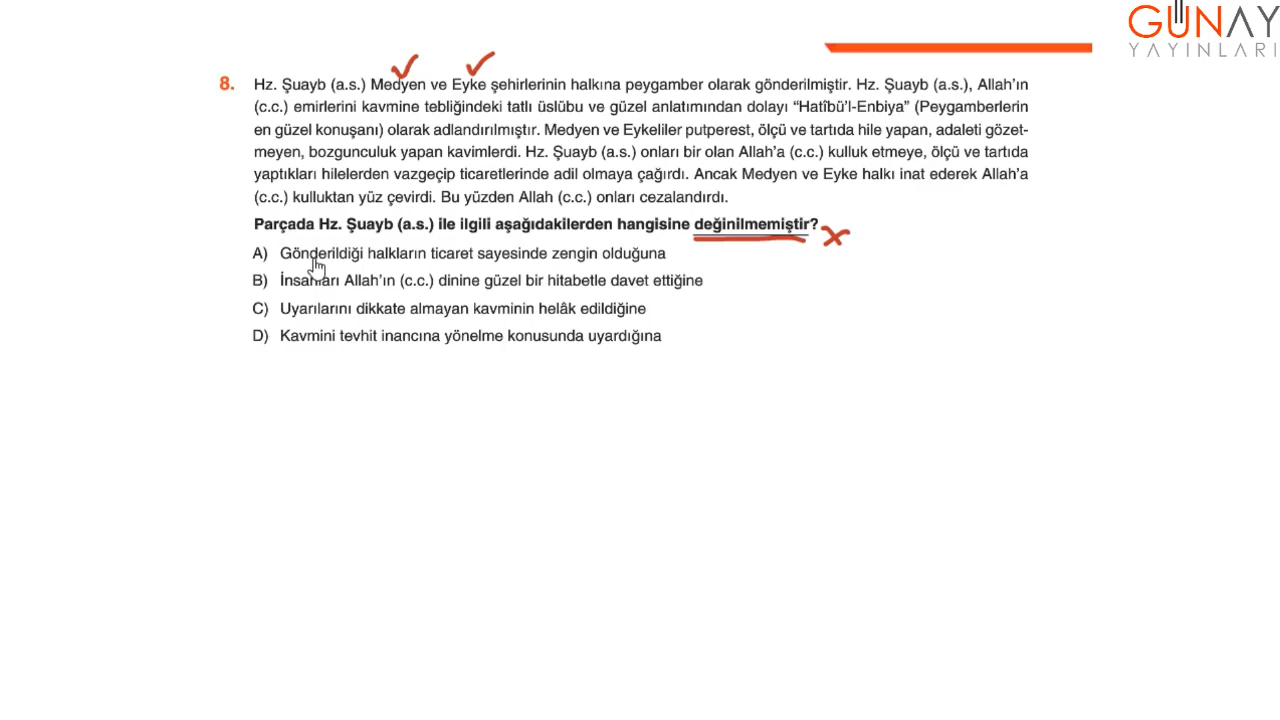 GÜNAY
YAYINLARI
8. Hz. Şuayb (a.s.) Medyen ve Eyke şehirlerinin halkına peygamber olarak gönderilmiştir. Hz. Şuayb (a.s.), Allah’ın
(c.c.) emirlerini kavmine tebliğindeki tatlı üslûbu ve güzel anlatımından dolayı “Hatîbü’l-Enbiya” (Peygamberlerin
en güzel konuşanı) olarak adlandırılmıştır. Medyen ve Eykeliler putperest, ölçü ve tartıda hile yapan, adaleti gözet-
meyen, bozgunculuk yapan kavimlerdi. Hz. Şuayb (a.s.) onları bir olan Allah’a (c.c.) kulluk etmeye, ölçü ve tartıda
yaptıkları hilelerden vazgeçip ticaretlerinde adil olmaya çağırdı. Ancak Medyen ve Eyke halkı inat ederek Allah’a
(c.c.) kulluktan yüz çevirdi. Bu yüzden Allah (c.c.) onları cezalandırdı.
Parçada Hz. Şuayb (a.s.) ile ilgili aşağıdakilerden hangisine değinilmemiştir?
A) Gönderildiği halkların ticaret sayesinde zengin olduğuna
B) İnsanları Allah’ın (c.c.) dinine güzel bir hitabetle davet ettiğine
C) Uyarılarını dikkate almayan kavminin helâk edildiğine
D) Kavmini tevhit inancına yönelme konusunda uyardığına